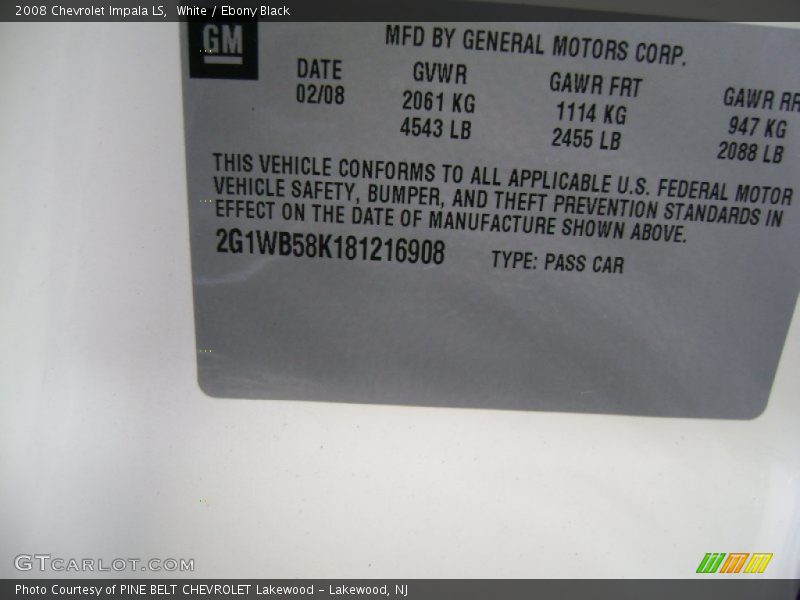 2008 Chevrolet Impala LS,  White / Ebony Black
GM
MFD BY GENERAL MOTORS CORP.
DATE GVWR GAWR FRT GAWR RR
02/08 2061 KG 1114 KG 947 KG
4543 LB 2455 LB 2088 LB
THIS VEHICLE CONFORMS TO ALL APPLICABLE U.S. FEDERAL MOTOR
VEHICLE SAFETY, BUMPER, AND THEFT PREVENTION STANDARDS IN
EFFECT ON THE DATE OF MANUFACTURE SHOWN ABOVE.
2G1WB58K181216908 TYPE: PASS CAR
GTCARLOT.COM
Photo Courtesy of PINE BELT CHEVROLET Lakewood - Lakewood, NJ